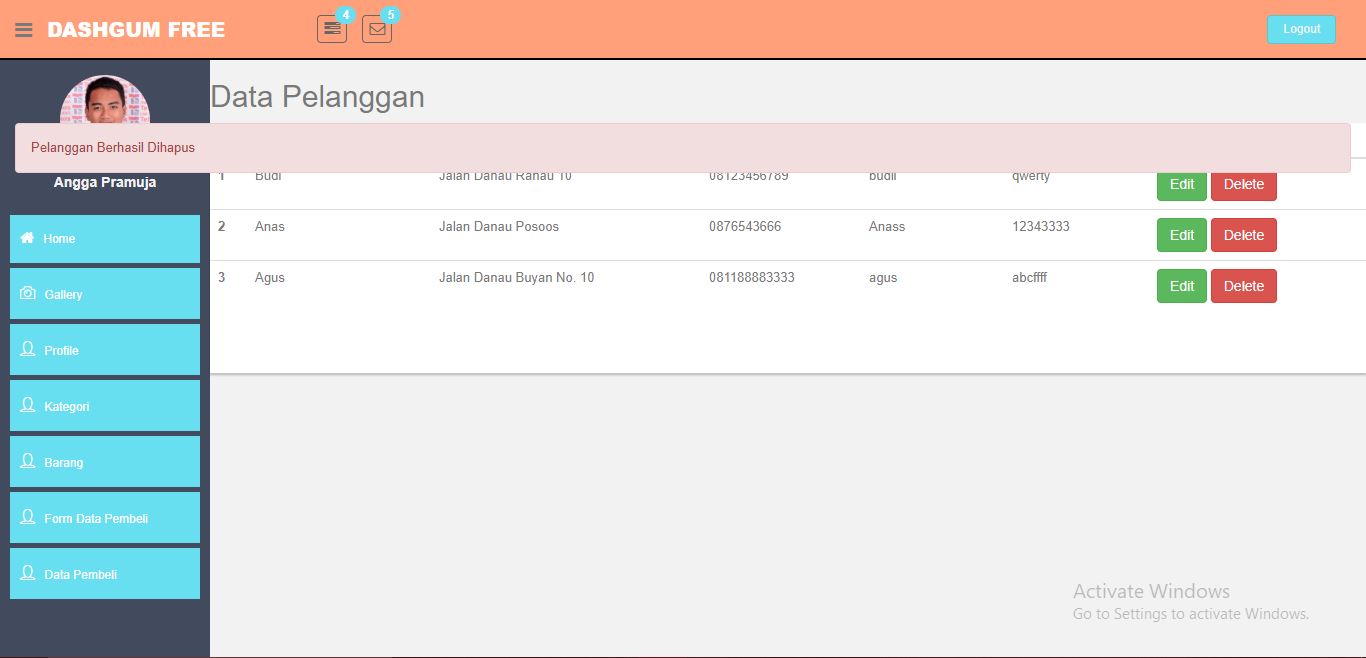 DASHGUM FREE
4
5
Logout
Data Pelanggan
Pelanggan Berhasil Dihapus
Angga Pramuja
Home
Gallery
Profile
Kategori
Barang
Form Data Pembeli
Data Pembeli
1 Budi Jalan Danau Ranau 10 08123456789 budii qwerty Edit Delete
2 Anas Jalan Danau Posoos 0876543666 Anass 12343333 Edit Delete
3 Agus Jalan Danau Buyan No. 10 081188883333 agus abcffff Edit Delete
Activate Windows
Go to Settings to activate Windows.